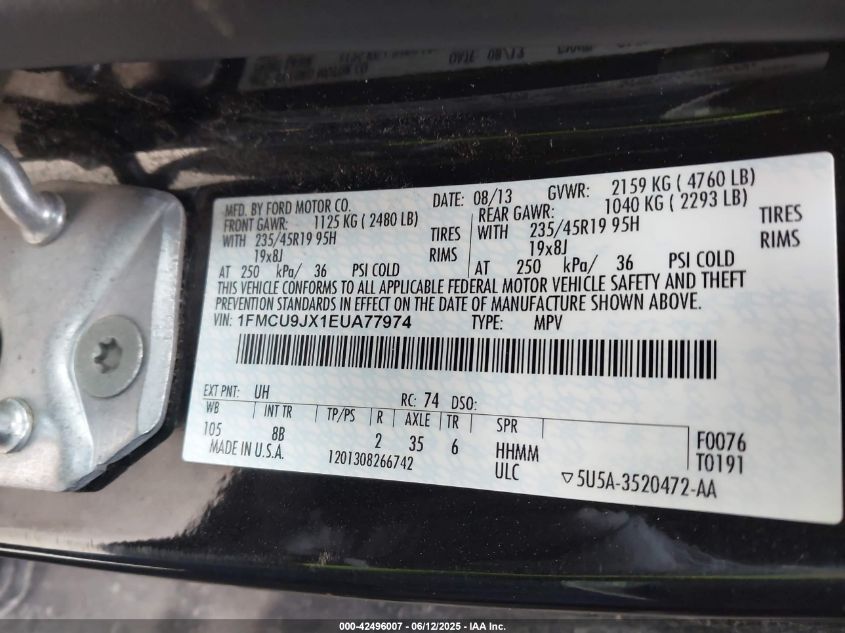 MFD. BY FORD MOTOR CO.
DATE: 08/13 GVWR: 2159 KG ( 4760 LB)
FRONT GAWR: 1125 KG ( 2480 LB)
REAR GAWR: 1040 KG ( 2293 LB)
WITH 235/45R19 95H TIRES
WITH 235/45R19 95H TIRES
19x8J RIMS
19x8J RIMS
AT 250 kPa/ 36 PSI COLD
AT 250 kPa/ 36 PSI COLD
THIS VEHICLE CONFORMS TO ALL APPLICABLE FEDERAL MOTOR VEHICLE SAFETY AND THEFT
PREVENTION STANDARDS IN EFFECT ON THE DATE OF MANUFACTURE SHOWN ABOVE.
VIN: 1FMCU9JX1EUA77974 TYPE: MPV
EXT PNT: UH RC: 74 DSO:
WB INT TR TP/PS R AXLE TR SPR
105 8B 2 35 6 HHMM F0076
MADE IN U.S.A. 1201308266742 ULC T0191
▽5U5A-3520472-AA
000-42496007 - 06/12/2025 - IAA Inc.